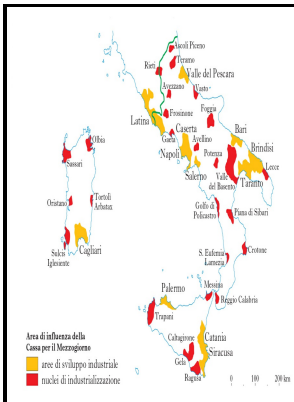 Ascoli Piceno
Teramo
Rieti
Valle del Pescara
Avezzano
Vasto
Frosinone
Foggia
Latina
Gaeta
Caserta
Bari
Olbia
Avellino
Brindisi
Napoli
Potenza
Sassari
Lecce
Salerno
Valle
del Basento
Taranto
Oristano
Tortolì
Arbatax
Golfo di
Policastro
Piana di Sibari
Sulcis
Iglesiente
Cagliari
S. Eufemia
Lamezia
Crotone
Palermo
Messina
Reggio Calabria
Trapani
Area di influenza della
Cassa per il Mezzogiorno
aree di sviluppo industriale
nuclei di industrializzazione
Caltagirone
Catania
Gela
Siracusa
Ragusa
0 100 200 km